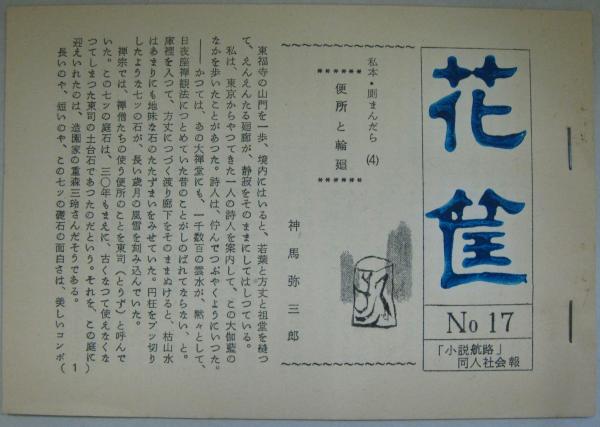 花筐
No 17
「小説航路」
同人社会報
私本・厠まんだら (4)
便所と輪廻
神馬弥三郎
東福寺の山門を一歩、境内にはいると、若葉と方丈と祖堂を縫つ
て、えんえんたる廻廊が、静寂をそのままにしてはしつている。
私は、東京からやつてきた一人の詩人を案内して、この大伽藍の
なかを歩いたことがあつた。詩人は、佇んでつぶやくようにいつた。
――かつては、あの大禅堂にも、一千数百の雲水が、黙々として、
日夜座禅観法につとめていた昔のことがしのばれてならない、と。
庫裡を入つて、方丈につづく渡り廊下をそのままぬけると、枯山水
はあまりにも地味な石のたたずまいをみせていた。円柱をブツ切り
したような七ツの石が、長い歳月の風雪を刻み込んでいた。
禅宗では、禅僧たちの使う便所のことを東司（とうず）と呼んで
いた。この七ツの庭石は、三〇年もまえに、古くなつて使えなくな
つてしまつた東司の土台石であつたのだという。それを、この庭に
迎えいれたのは、造園家の重森三玲さんだそうである。
長いのや、短いのや、この七ツの礎石の面白さは、美しいコンポ
( 1 )